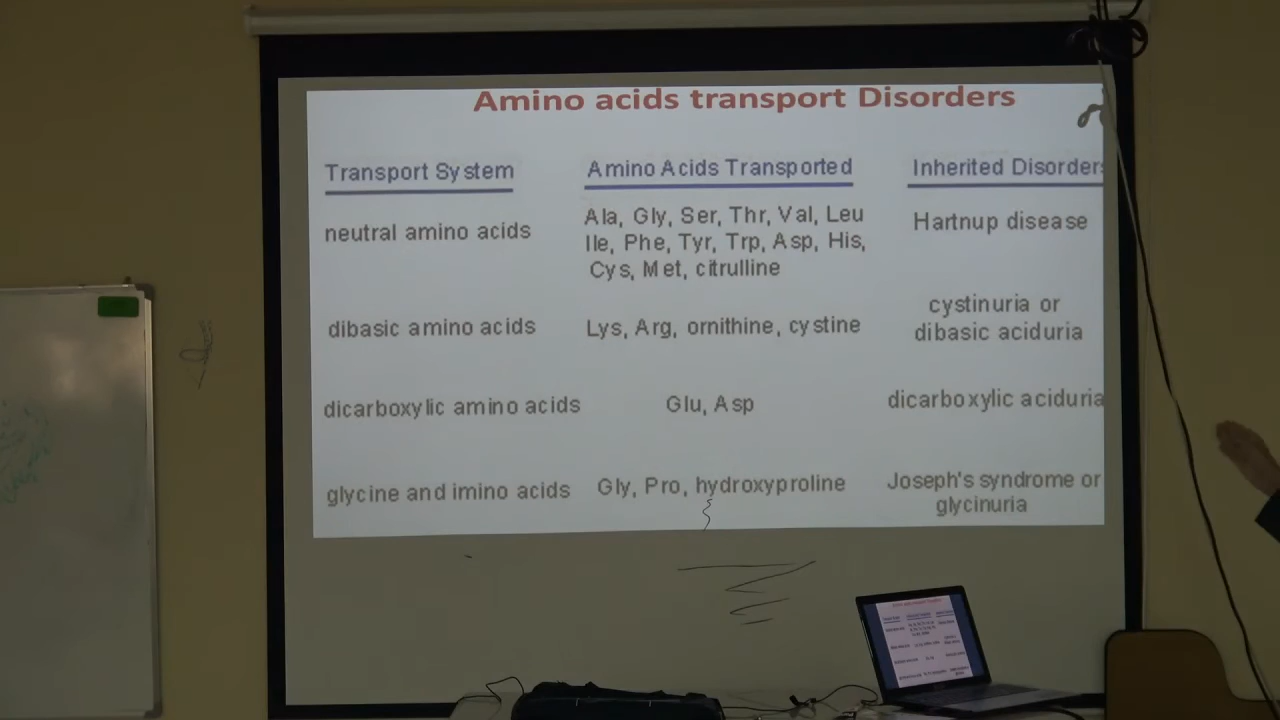 Amino acids transport Disorders
Transport System
Amino Acids Transported
Inherited Disorders
neutral amino acids
Ala, Gly, Ser, Thr, Val, Leu
Ile, Phe, Tyr, Trp, Asp, His,
Cys, Met, citrulline
Hartnup disease
dibasic amino acids
Lys, Arg, ornithine, cystine
cystinuria or
dibasic aciduria
dicarboxylic amino acids
Glu, Asp
dicarboxylic aciduria
glycine and imino acids
Gly, Pro, hydroxyproline
Joseph's syndrome or
glycinuria